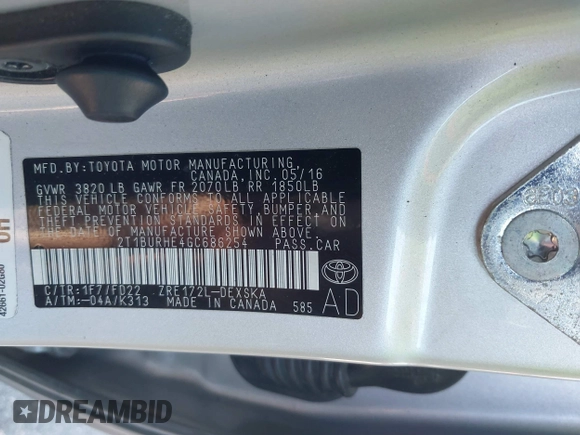 MFD.BY:TOYOTA MOTOR MANUFACTURING,
CANADA, INC. 05/16
GVWR 3820 LB GAWR FR 2070LB RR 1850LB
THIS VEHICLE CONFORMS TO ALL APPLICABLE
FEDERAL MOTOR VEHICLE SAFETY, BUMPER AND
THEFT PREVENTION STANDARDS IN EFFECT ON
THE DATE OF MANUFACTURE SHOWN ABOVE.
2T1BURHE4GC686254 PASS.CAR
C/TR:1F7/FD22 ZRE172L-DEXSKA
A/TM:-04A/K313 MADE IN CANADA 585
AD
DREAMBID